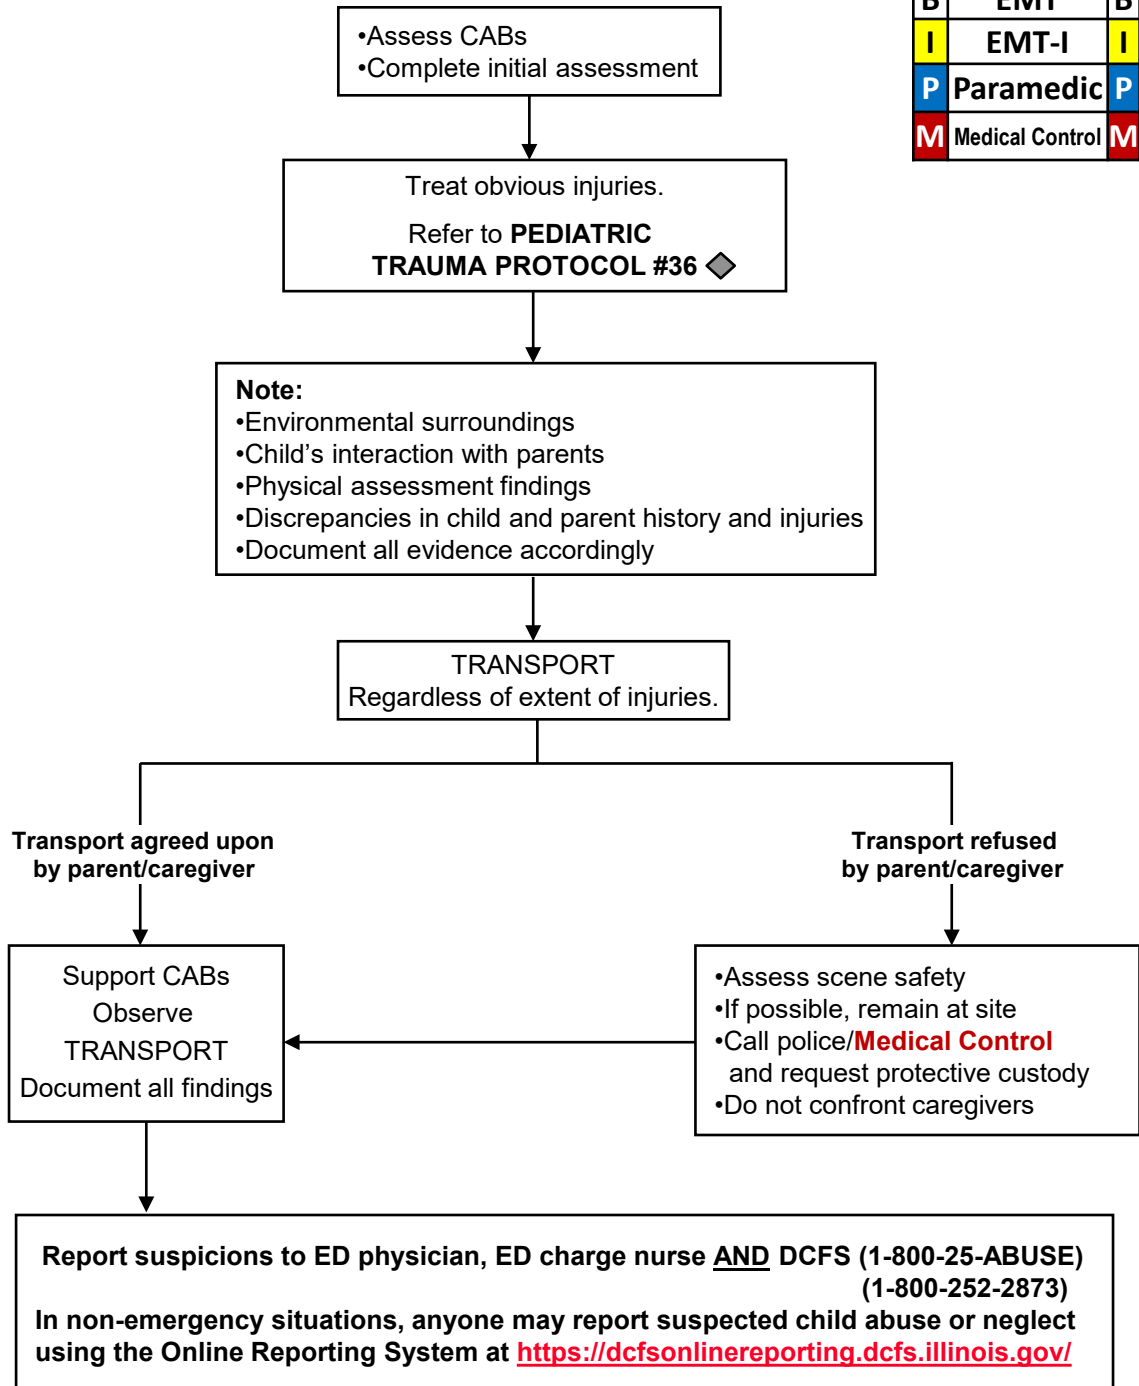 B EMT B
I EMT-I I
P Paramedic P
M Medical Control M
•Assess CABs
•Complete initial assessment
Treat obvious injuries.
Refer to PEDIATRIC
TRAUMA PROTOCOL #36
Note:
•Environmental surroundings
•Child's interaction with parents
•Physical assessment findings
•Discrepancies in child and parent history and injuries
•Document all evidence accordingly
TRANSPORT
Regardless of extent of injuries.
Transport agreed upon
by parent/caregiver
Transport refused
by parent/caregiver
Support CABs
Observe
TRANSPORT
Document all findings
•Assess scene safety
•If possible, remain at site
•Call police/Medical Control
and request protective custody
•Do not confront caregivers
Report suspicions to ED physician, ED charge nurse AND DCFS (1-800-25-ABUSE)
(1-800-252-2873)
In non-emergency situations, anyone may report suspected child abuse or neglect
using the Online Reporting System at https://dcfsonlinereporting.dcfs.illinois.gov/